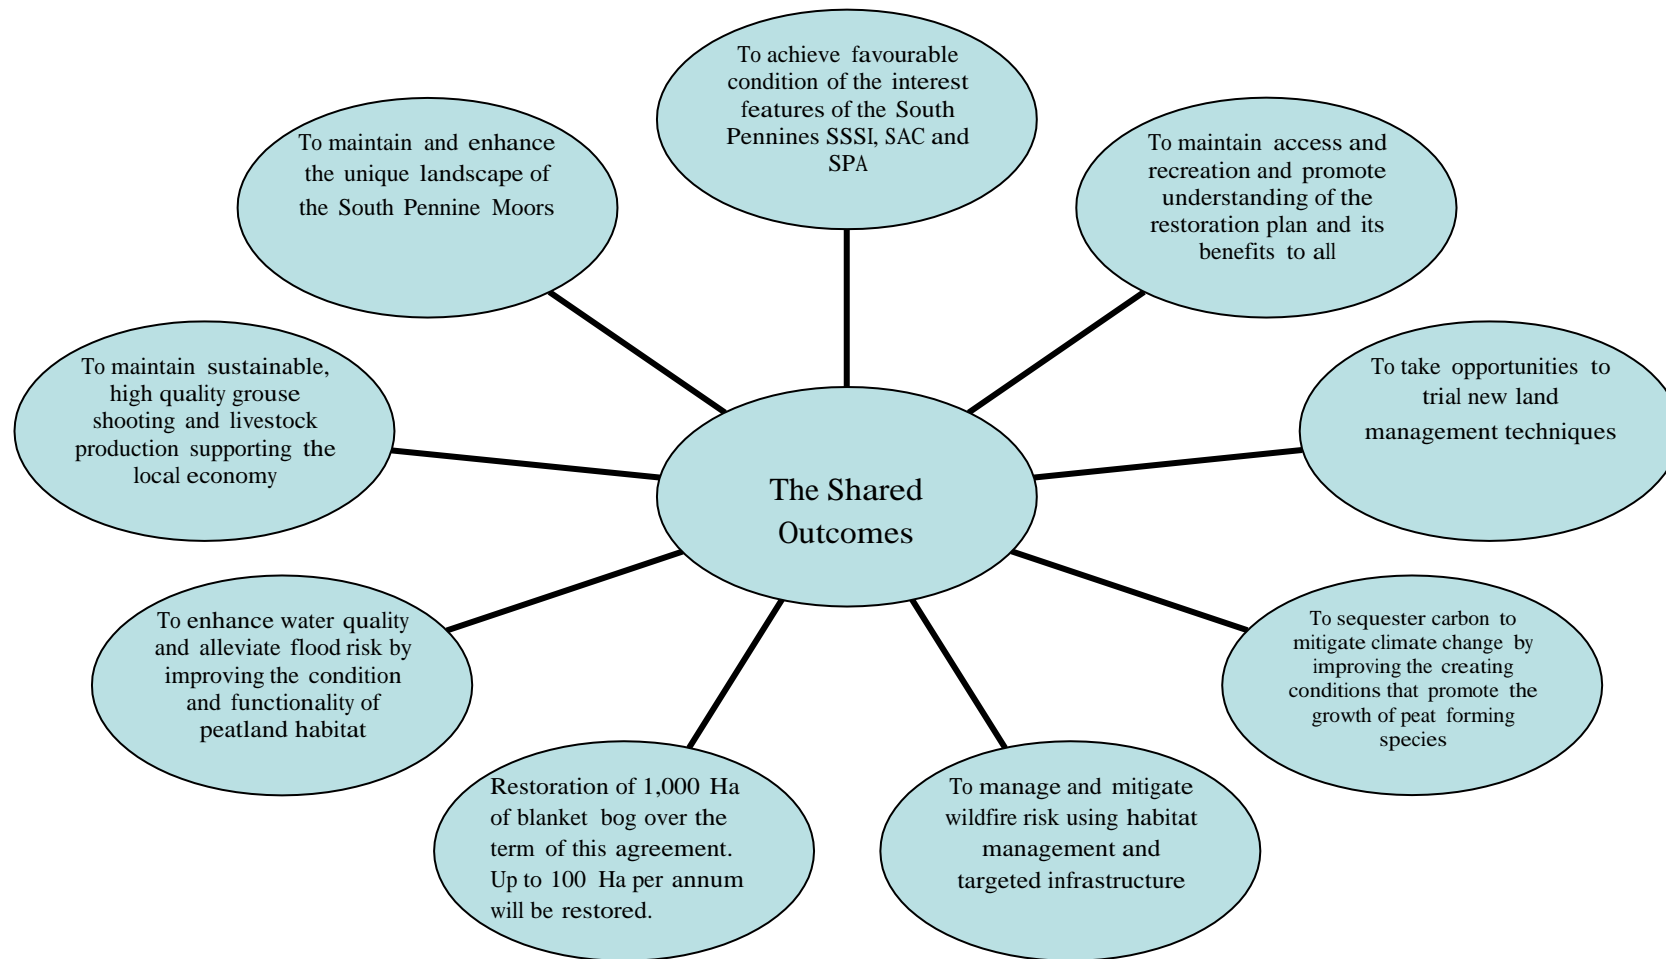 To achieve favourable
condition of the interest
features of the South
Pennines SSSI, SAC and
SPA
To maintain and enhance
the unique landscape of
the South Pennine Moors
To maintain access and
recreation and promote
understanding of the
restoration plan and its
benefits to all
To maintain sustainable,
high quality grouse
shooting and livestock
production supporting the
local economy
To take opportunities to
trial new land
management techniques
The Shared
Outcomes
To enhance water quality
and alleviate flood risk by
improving the condition
and functionality of
peatland habitat
To sequester carbon to
mitigate climate change by
improving the creating
conditions that promote the
growth of peat forming
species
Restoration of 1,000 Ha
of blanket bog over the
term of this agreement.
Up to 100 Ha per annum
will be restored.
To manage and mitigate
wildfire risk using habitat
management and
targeted infrastructure